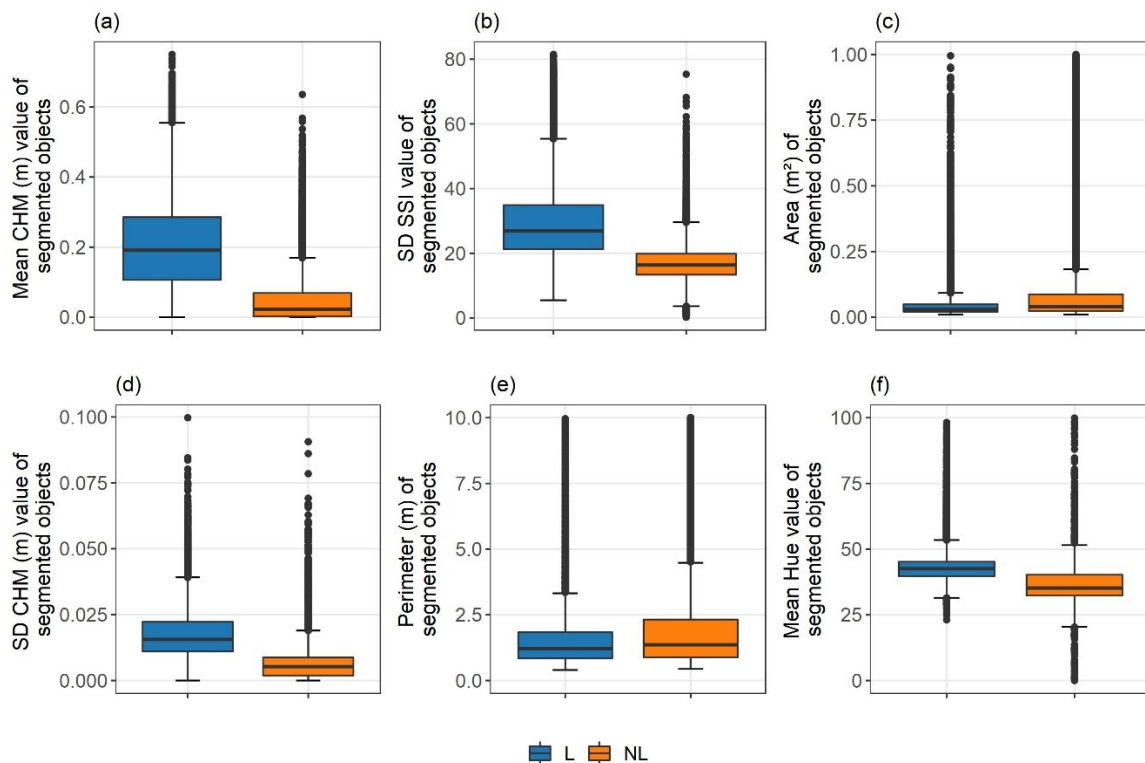 (a)
Mean CHM (m) value of
segmented objects
0.6
0.4
0.2
0.0
(b)
SD SSI value of
segmented objects
80
60
40
20
0
(c)
Area (m²) of
segmented objects
1.00
0.75
0.50
0.25
0.00
(d)
SD CHM (m) value of
segmented objects
0.100
0.075
0.050
0.025
0.000
(e)
Perimeter (m) of
segmented objects
10.0
7.5
5.0
2.5
0.0
(f)
Mean Hue value of
segmented objects
100
75
50
25
0
L NL